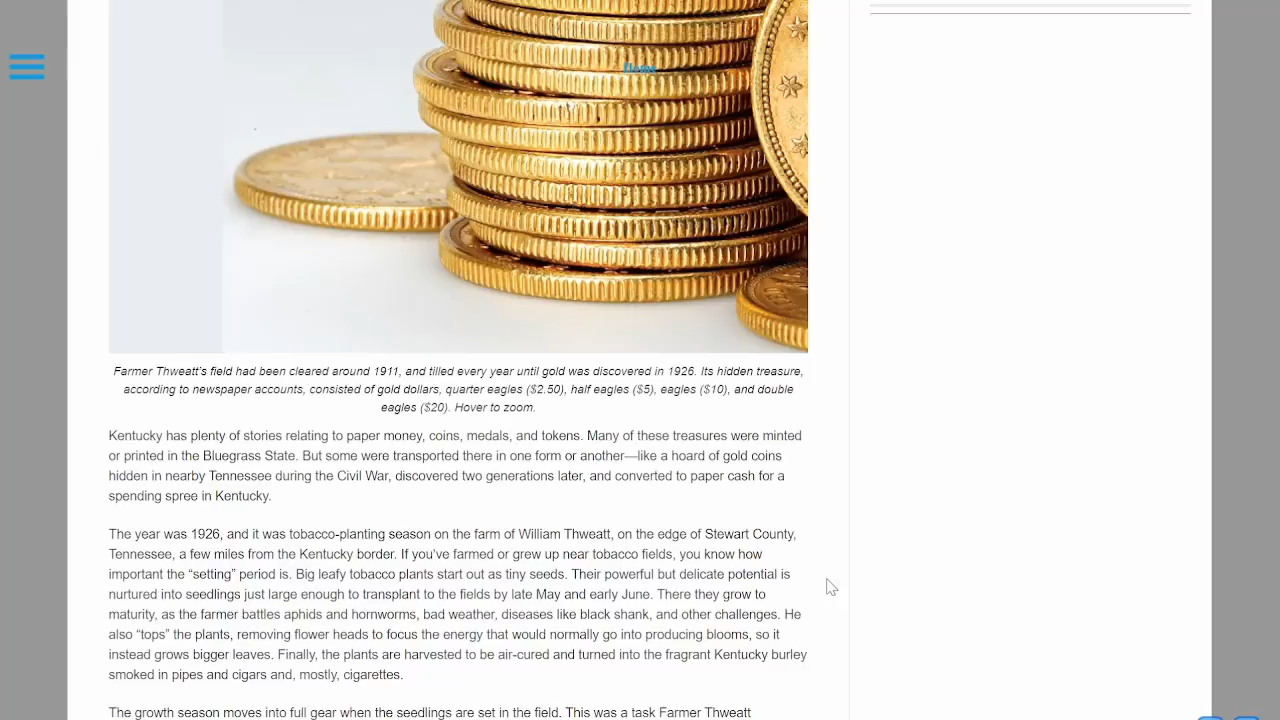 Home
Farmer Thweatt's field had been cleared around 1911, and tilled every year until gold was discovered in 1926. Its hidden treasure,
according to newspaper accounts, consisted of gold dollars, quarter eagles ($2.50), half eagles ($5), eagles ($10), and double
eagles ($20). Hover to zoom.
Kentucky has plenty of stories relating to paper money, coins, medals, and tokens. Many of these treasures were minted
or printed in the Bluegrass State. But some were transported there in one form or another—like a hoard of gold coins
hidden in nearby Tennessee during the Civil War, discovered two generations later, and converted to paper cash for a
spending spree in Kentucky.
The year was 1926, and it was tobacco-planting season on the farm of William Thweatt, on the edge of Stewart County,
Tennessee, a few miles from the Kentucky border. If you've farmed or grew up near tobacco fields, you know how
important the “setting” period is. Big leafy tobacco plants start out as tiny seeds. Their powerful but delicate potential is
nurtured into seedlings just large enough to transplant to the fields by late May and early June. There they grow to
maturity, as the farmer battles aphids and hornworms, bad weather, diseases like black shank, and other challenges. He
also “tops” the plants, removing flower heads to focus the energy that would normally go into producing blooms, so it
instead grows bigger leaves. Finally, the plants are harvested to be air-cured and turned into the fragrant Kentucky burley
smoked in pipes and cigars and, mostly, cigarettes.
The growth season moves into full gear when the seedlings are set in the field. This was a task Farmer Thweatt